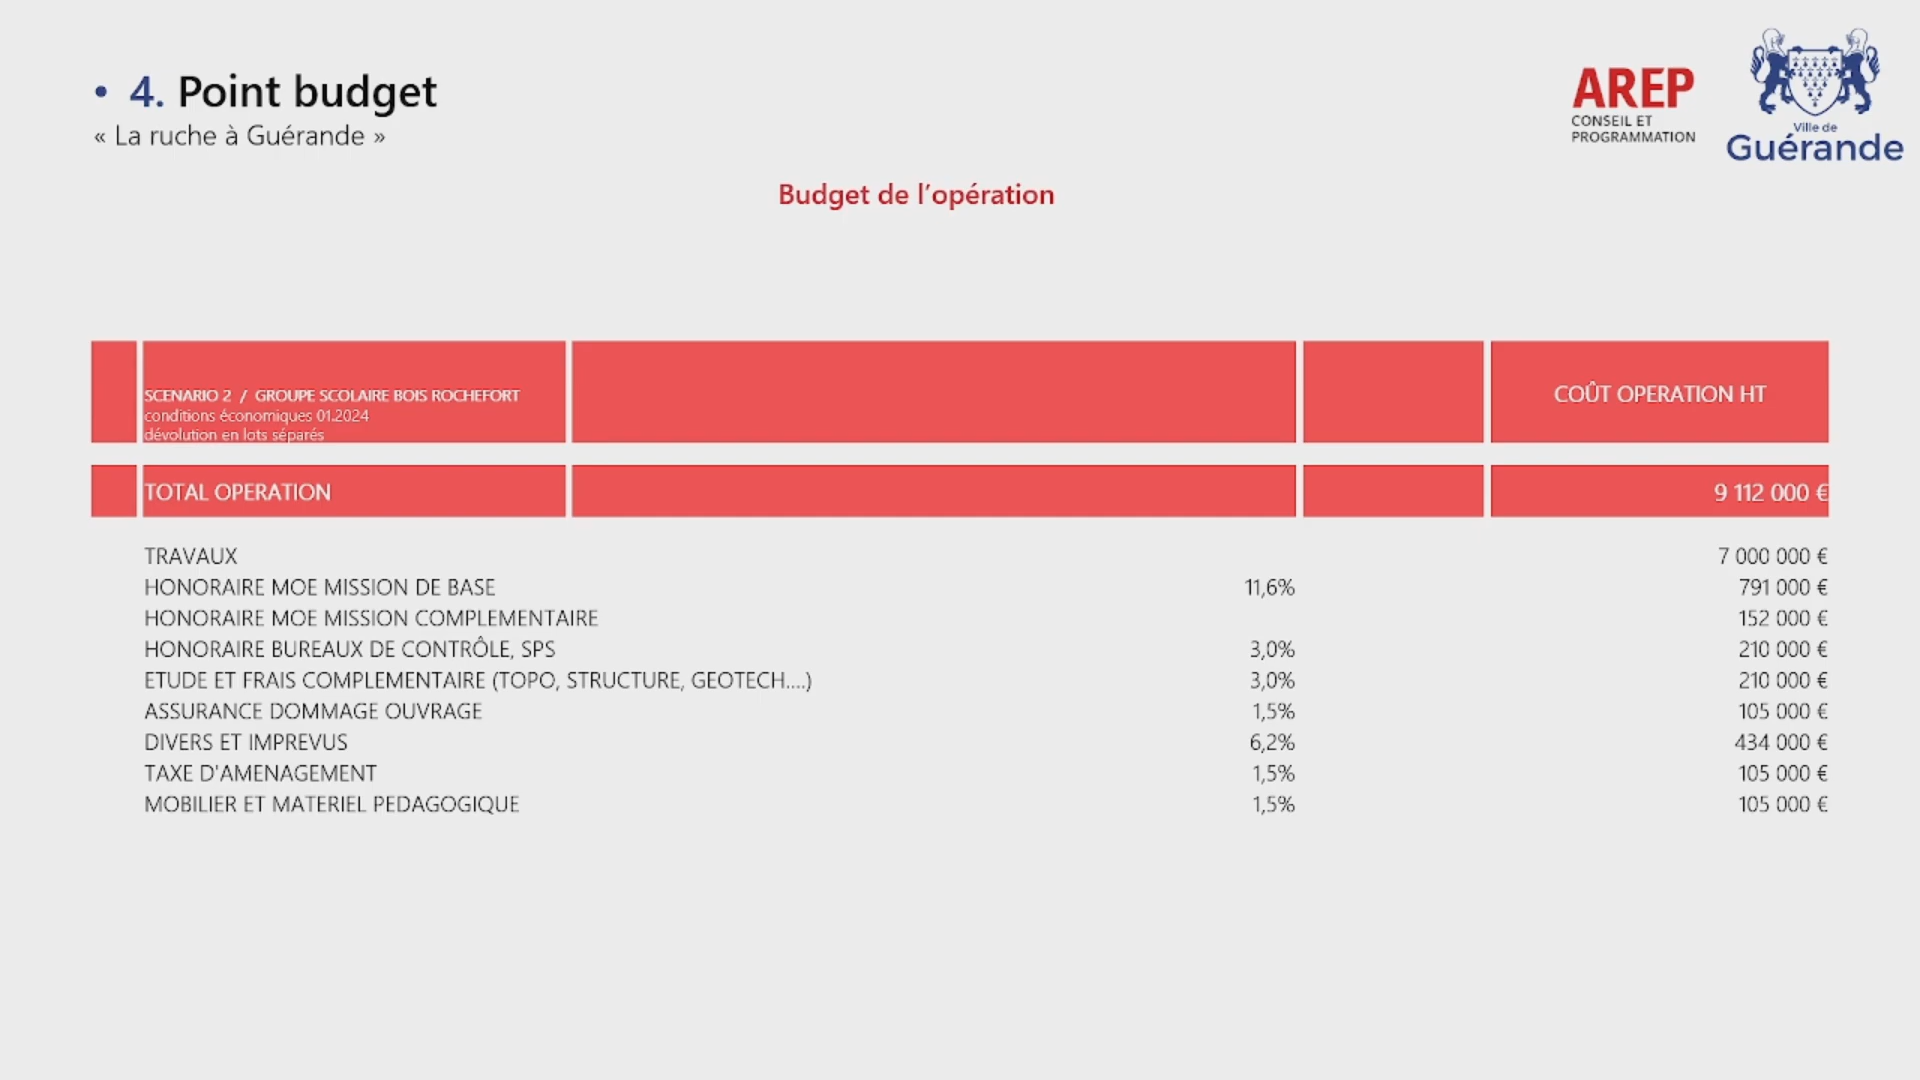 • 4. Point budget
« La ruche à Guérande »
AREP
CONSEIL ET
PROGRAMMATION
Ville de
Guérande
Budget de l'opération
SCENARIO 2 / GROUPE SCOLAIRE BOIS ROCHEFORT
conditions économiques 01.2024
dévolution en lots séparés
COÛT OPERATION HT
TOTAL OPERATION 9 112 000 €
TRAVAUX 7 000 000 €
HONORAIRE MOE MISSION DE BASE 11,6% 791 000 €
HONORAIRE MOE MISSION COMPLEMENTAIRE 152 000 €
HONORAIRE BUREAUX DE CONTRÔLE, SPS 3,0% 210 000 €
ETUDE ET FRAIS COMPLEMENTAIRE (TOPO, STRUCTURE, GEOTECH....) 3,0% 210 000 €
ASSURANCE DOMMAGE OUVRAGE 1,5% 105 000 €
DIVERS ET IMPREVUS 6,2% 434 000 €
TAXE D'AMENAGEMENT 1,5% 105 000 €
MOBILIER ET MATERIEL PEDAGOGIQUE 1,5% 105 000 €